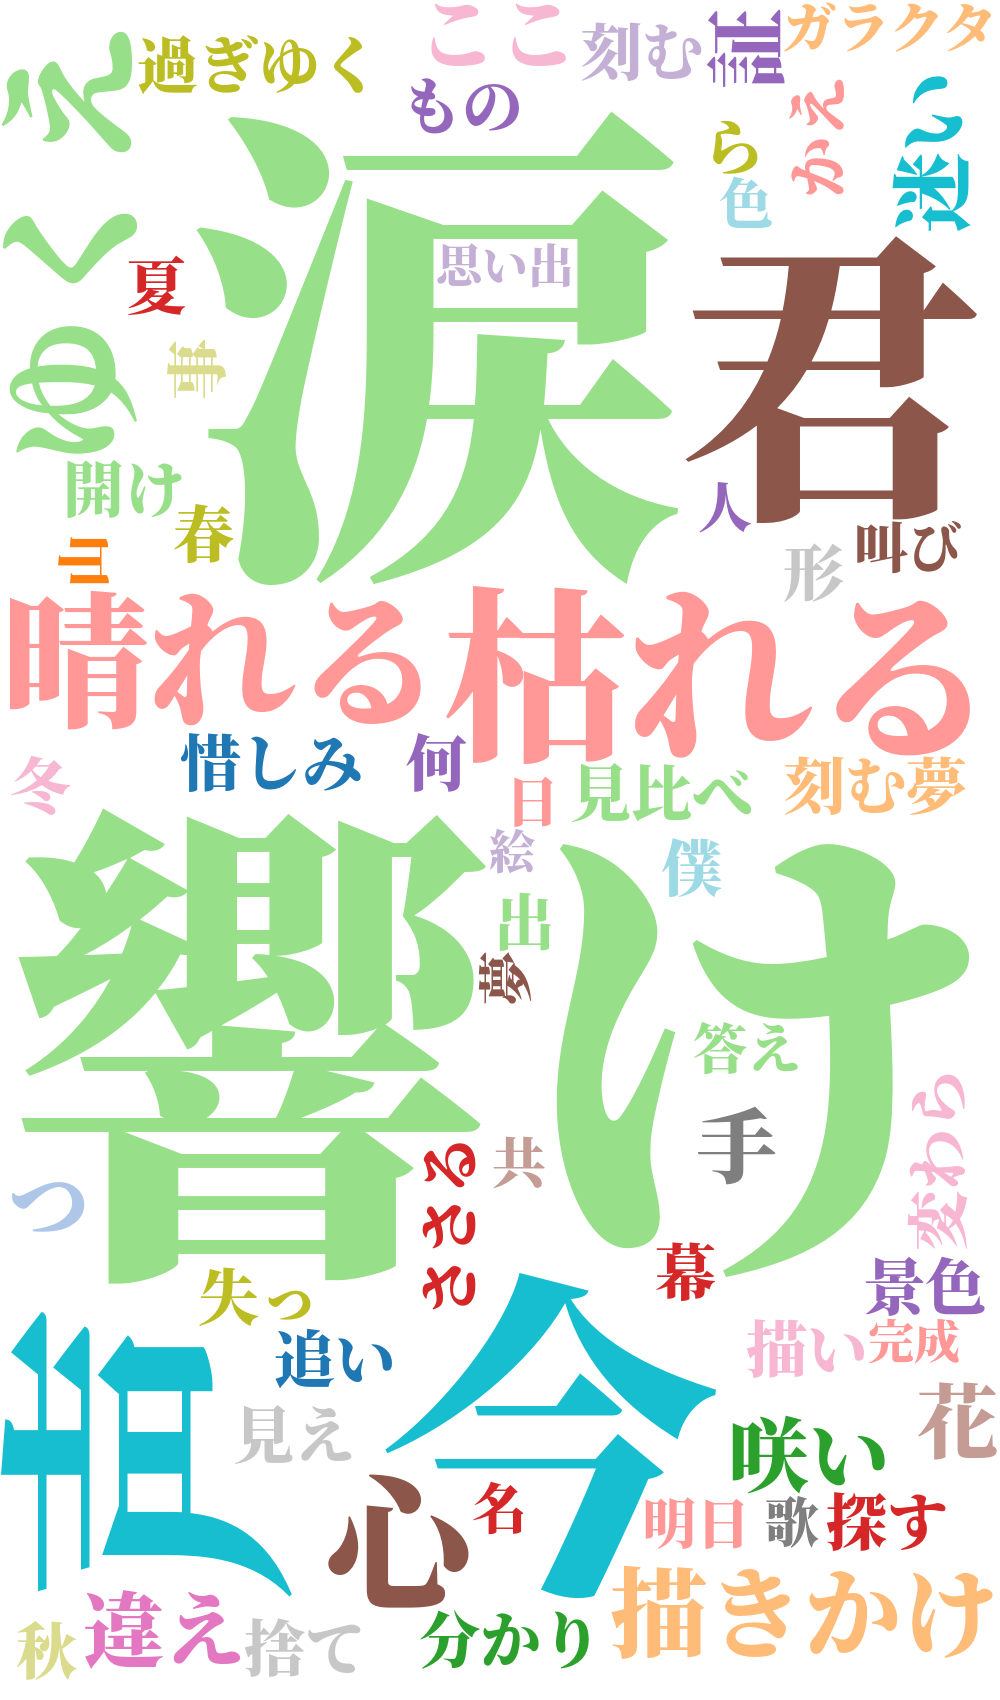 過ぎゆく
ここ
刻む
証
ガラクタ
もの
ら
かえ
迷い
色
ゆくえ
涙
思い出
君
夏
事
開け
春
人
形
叫び
晴れる
枯れる
冬
惜しみ
何
日
見比べ
刻む夢
響け
絵
僕
出
夢
答え
手
変わら
ささる
共
つ
幕
景色
失っ
今
追い
描い
完成
声
見え
花
咲い
心
名
明日
歌
探す
描きかけ
秋
違え
捨て
分かり